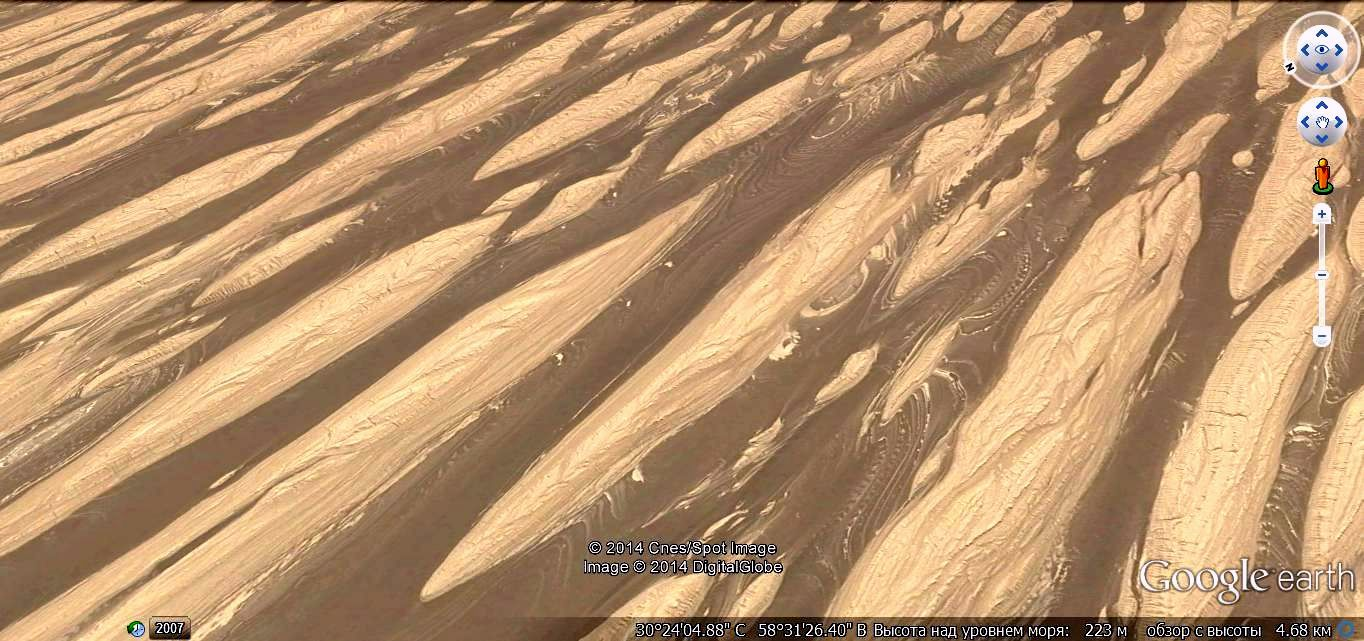 N
© 2014 Cnes/Spot Image
Image © 2014 DigitalGlobe
Google earth
2007 30°24'04.88" С 58°31'26.40" В Высота над уровнем моря: 223 м обзор с высоты 4.68 км